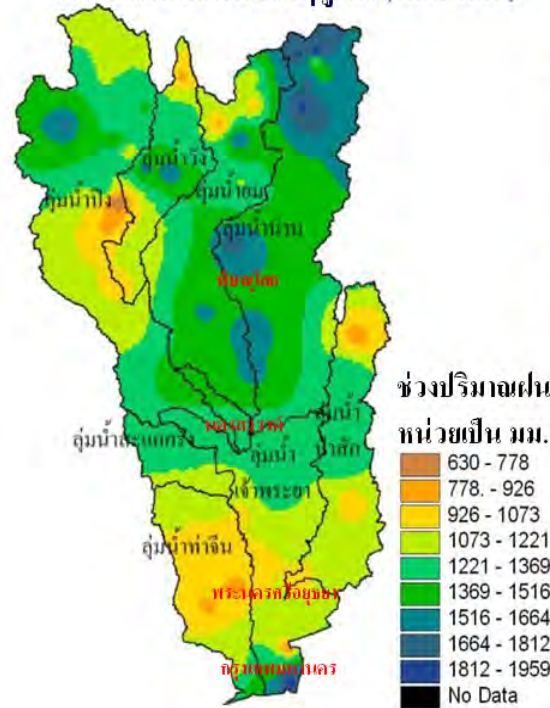 ลุ่มน้ำวัง
ลุ่มน้ำปิง
ลุ่มน้ำยม
ลุ่มน้ำน่าน
พิษณุโลก
นครสวรรค์
ลุ่มน้ำสะแกกรัง
ลุ่มน้ำ
เจ้าพระยา
ลุ่มน้ำ
ป่าสัก
ลุ่มน้ำท่าจีน
พระนครศรีอยุธยา
กรุงเทพมหานคร
ช่วงปริมาณฝน
หน่วยเป็น มม.
630 - 778
778. - 926
926 - 1073
1073 - 1221
1221 - 1369
1369 - 1516
1516 - 1664
1664 - 1812
1812 - 1959
No Data